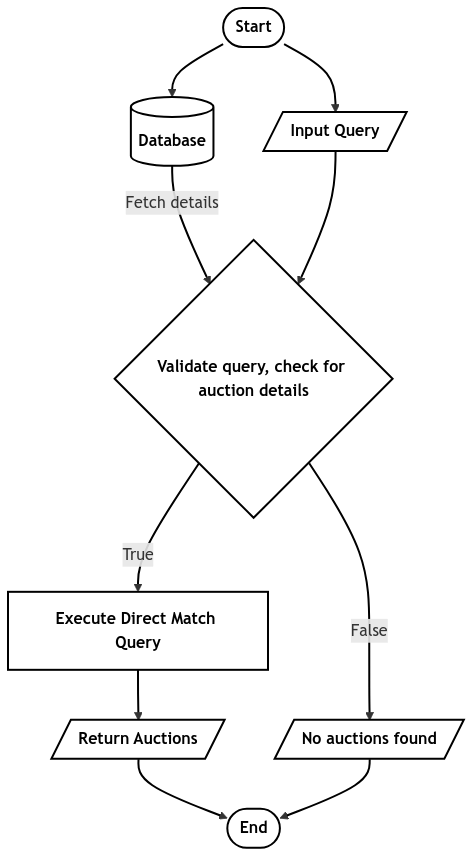 Start
Database
Input Query
Fetch details
Validate query, check for
auction details
True
Execute Direct Match
Query
False
Return Auctions
No auctions found
End